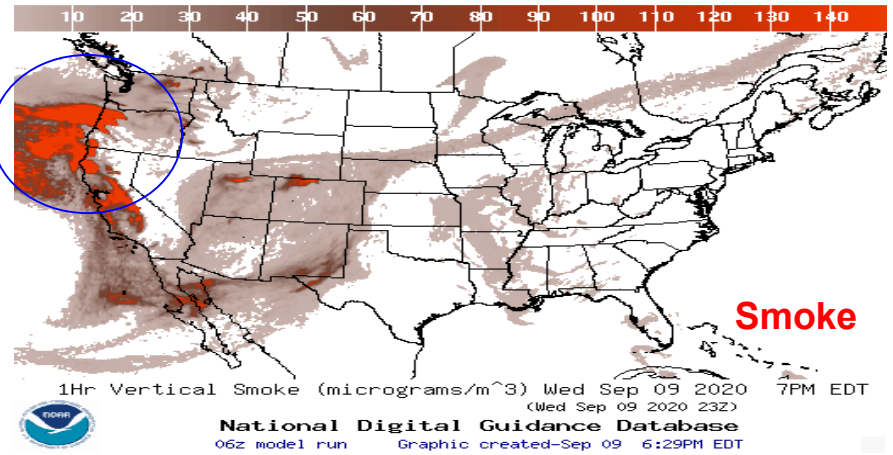 10 20 30 40 50 60 70 80 90 100 110 120 130 140
Smoke
1Hr Vertical Smoke (micrograms/m^3) Wed Sep 09 2020 7PM EDT
(Wed Sep 09 2020 23Z)
NOAA
National Digital Guidance Database
06z model run Graphic created-Sep 09 6:29PM EDT